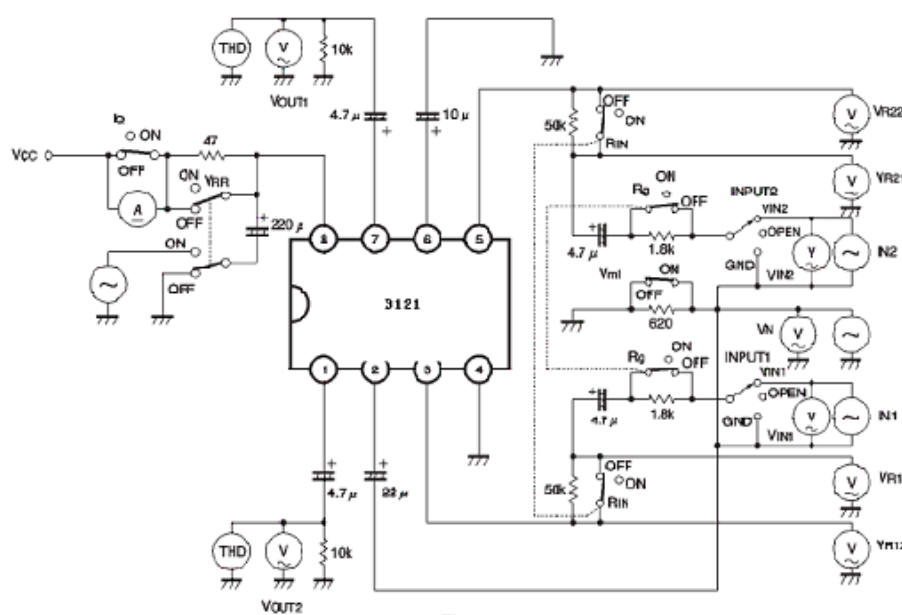 THD
V
10k
VOUT1
4.7μ
10μ
IQ
ON
OFF
VCC
A
47
ON
VRR
OFF
ON
OFF
220μ
50k
OFF
ON
RIN
VR22
V
VR21
V
ON
Rg
OFF
1.8k
4.7μ
INPUT2
VIN2
OPEN
GND
VIN2
V
IN2
8
7
6
5
3121
1
2
3
4
ON
OFF
620
VN
V
ON
Rg
OFF
1.8k
4.7μ
INPUT1
VIN1
OPEN
GND
VIN1
V
IN1
50k
OFF
ON
RIN
V
V
VR12
4.7μ
22μ
THD
V
10k
VOUT2